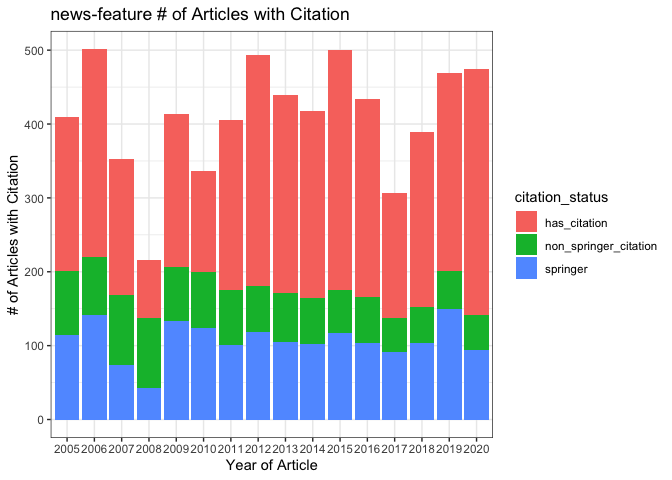 news-feature # of Articles with Citation
# of Articles with Citation
500
400
300
200
100
0
2005 2006 2007 2008 2009 2010 2011 2012 2013 2014 2015 2016 2017 2018 2019 2020
Year of Article
citation_status
has_citation
non_springer_citation
springer